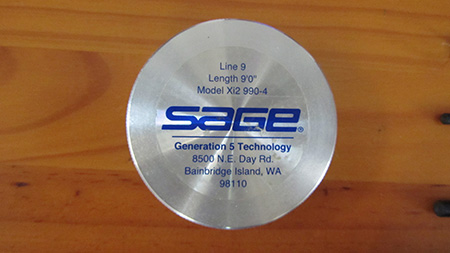 Line 9
Length 9'0"
Model Xi2 990-4
SAGE®
Generation 5 Technology
8500 N.E. Day Rd.
Bainbridge Island, WA
98110